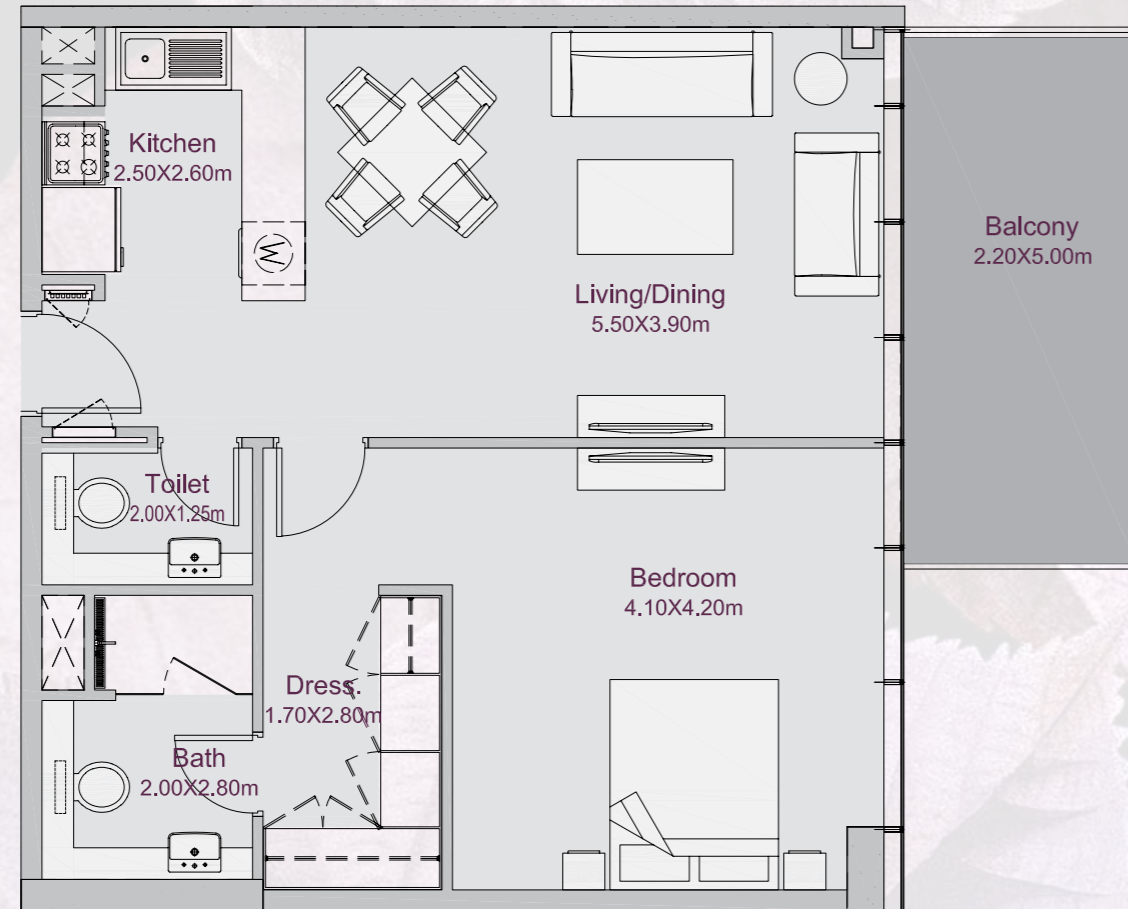 Kitchen
2.50X2.60m
W
Living/Dining
5.50X3.90m
Balcony
2.20X5.00m
Toilet
2.00X1.25m
Bedroom
4.10X4.20m
Dress.
1.70X2.80m
Bath
2.00X2.80m